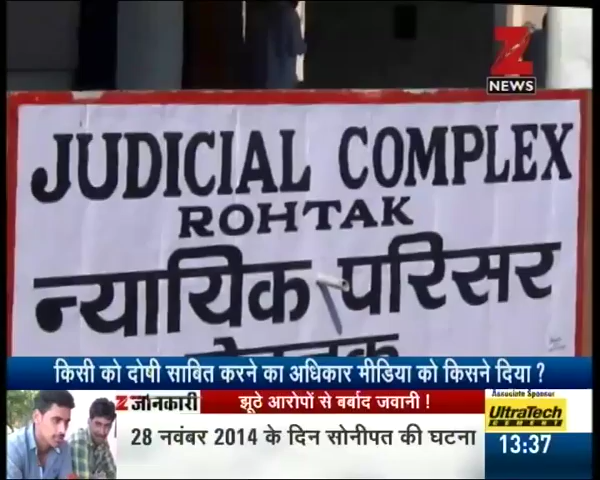 Z
NEWS
JUDICIAL COMPLEX
ROHTAK
न्यायिक परिसर
किसी को दोषी साबित करने का अधिकार मीडिया को किसने दिया ?
Z जानकारी
झूठे आरोपों से बर्बाद जवानी !
28 नवंबर 2014 के दिन सोनीपत की घटना
Associate Sponsor
UltraTech
CEMENT
13:37